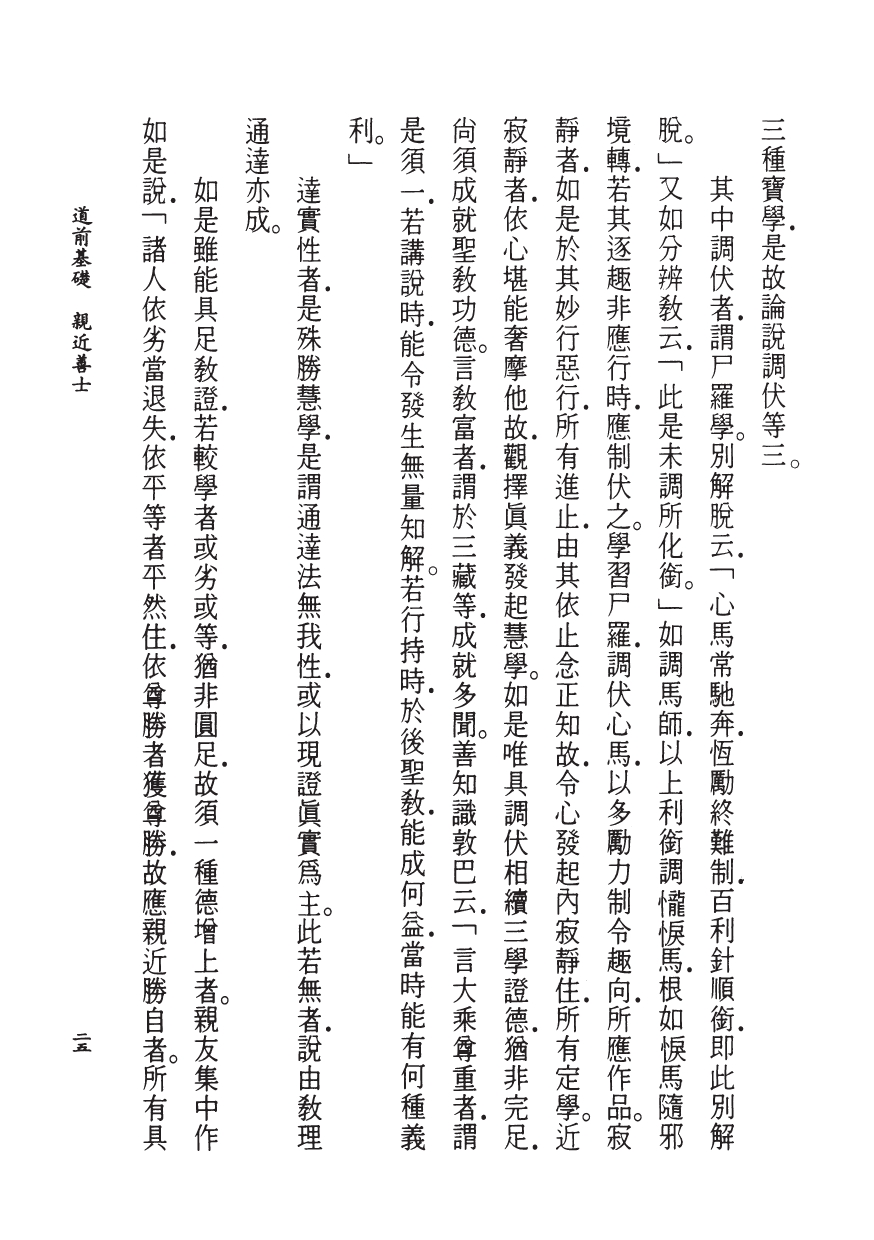 三種寶學．是故論說調伏等三。
其中調伏者．謂尸羅學。別解脫云．「心馬常馳奔．恆勵終難制．百利針順銜．即此別解
脫。」又如分辨教云．「此是未調所化銜。」如調馬師．以上利銜調㦕悷馬．根如悷馬隨邪
境轉．若其逐趣非應行時．應制伏之。學習尸羅．調伏心馬．以多勵力制令趣向．所應作品。寂
靜者．如是於其妙行惡行．所有進止．由其依止念正知故．令心發起內寂靜住．所有定學。近
寂靜者．依心堪能奢摩他故．觀擇眞義發起慧學。如是唯具調伏相續三學證德．猶非完足．
尙須成就聖教功德。言教富者．謂於三藏等．成就多聞。善知識敦巴云．「言大乘尊重者．謂
是須一．若講說時．能令發生無量知解。若行持時．於後聖教．能成何益．當時能有何種義
利。」
達實性者．是殊勝慧學．是謂通達法無我性．或以現證眞實爲主。此若無者．說由教理
通達亦成。
如是雖能具足教證．若較學者或劣或等．猶非圓足．故須一種德增上者。親友集中作
如是說．「諸人依劣當退失．依平等者平然住．依尊勝者獲尊勝．故應親近勝自者。所有具
道前基礎　親近善士
二五